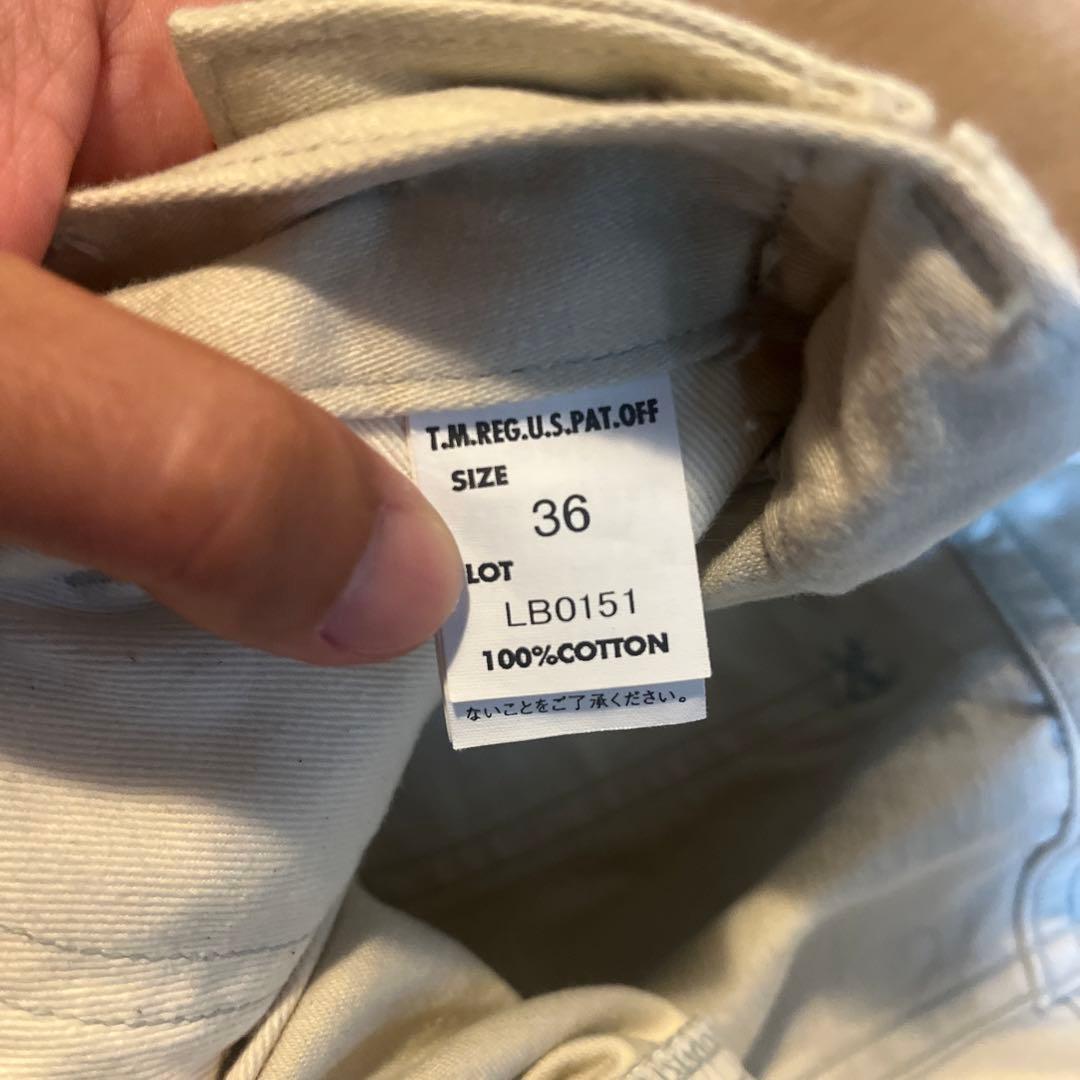 T.M.REG.U.S.PAT.OFF
SIZE
36
LOT
LB0151
100%COTTON
ないことをご了承ください。